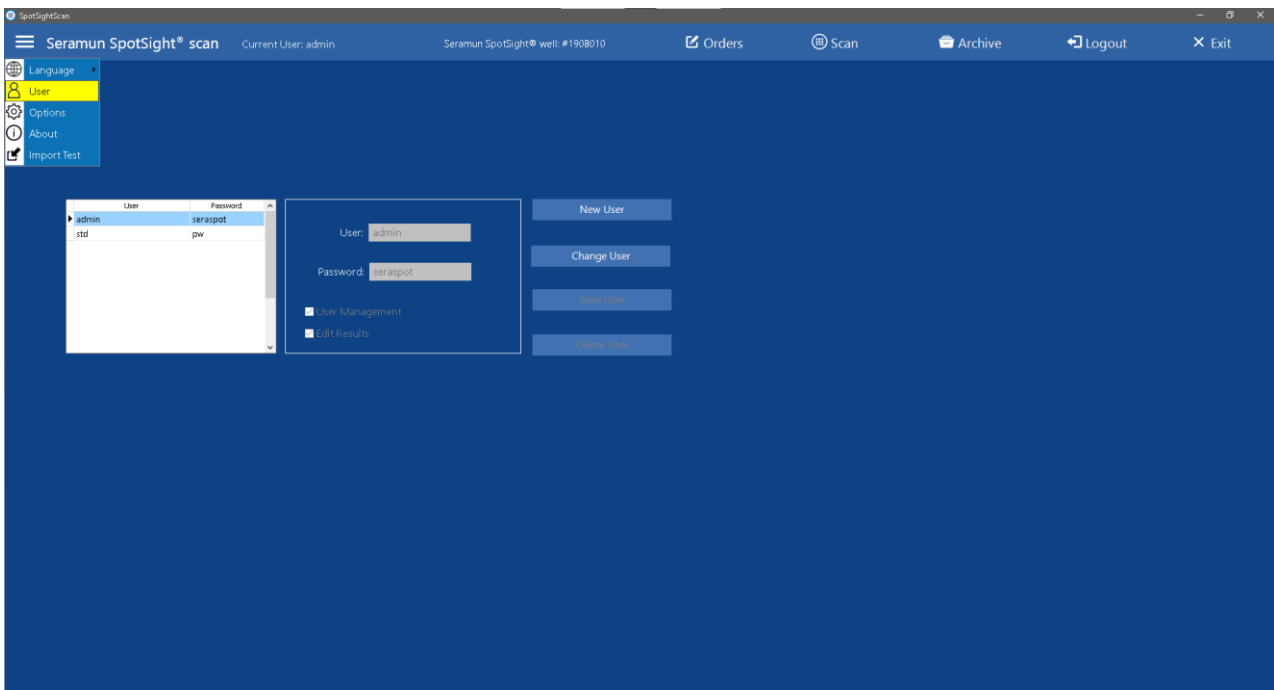 SpotSightScan
Seramun SpotSight® scan Current User: admin Seramun SpotSight® well: #1908010 Orders Scan Archive Logout Exit
Language
User
Options
About
Import Test
User Password
admin seraspot
std pw
User: admin
Password: seraspot
User Management
Edit Results
New User
Change User
Save User
Delete User